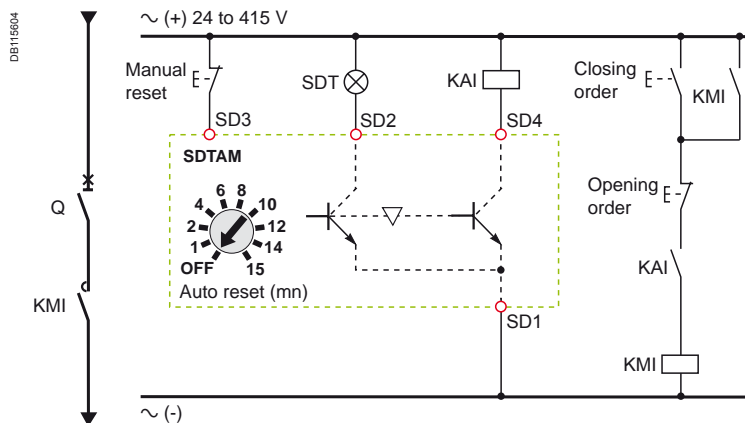 DB115604
∼ (+) 24 to 415 V
Manual
reset
SDT
KAI
Closing
order
KMI
SD3
SD2
SD4
SDTAM
Q
6 8
4 10
2 12
1 14
OFF 15
Auto reset (mn)
Opening
order
KAI
KMI
SD1
KMI
∼ (-)